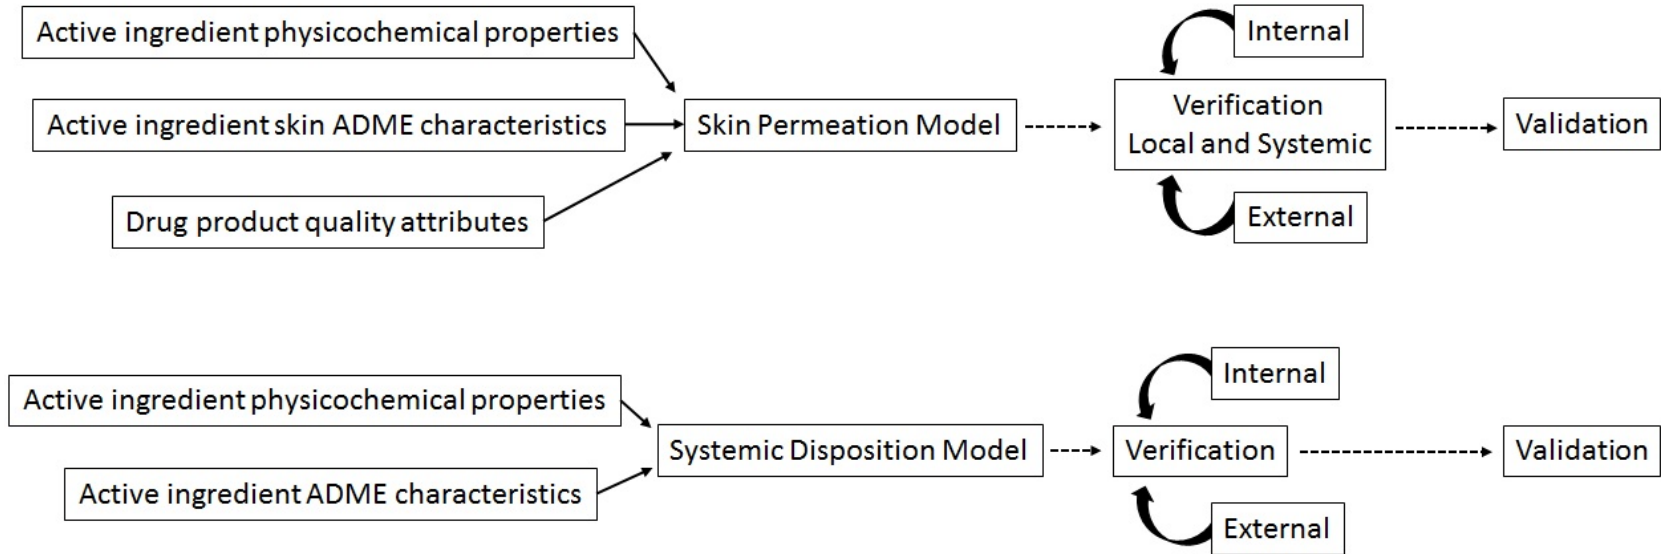 Active ingredient physicochemical properties
Internal
Active ingredient skin ADME characteristics
Skin Permeation Model
Verification
Local and Systemic
Validation
Drug product quality attributes
External
Active ingredient physicochemical properties
Internal
Systemic Disposition Model
Verification
Validation
Active ingredient ADME characteristics
External